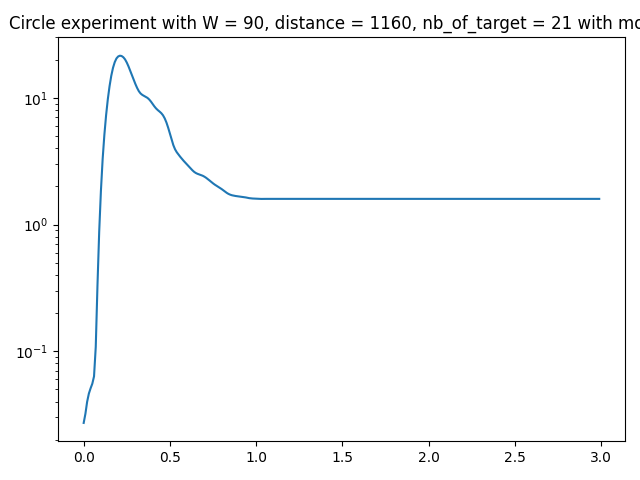 Circle experiment with W = 90, distance = 1160, nb_of_target = 21 with
10¹
10⁰
10⁻¹
0.0 0.5 1.0 1.5 2.0 2.5 3.0